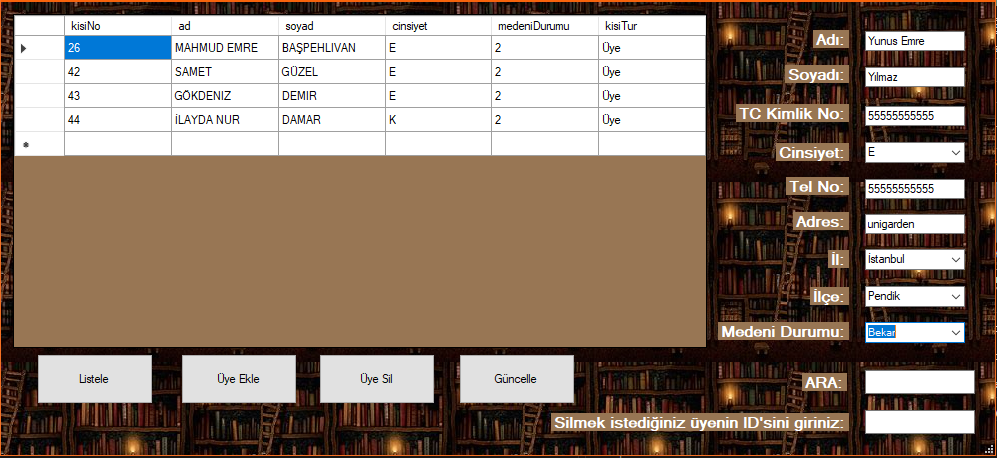 kisiNo ad soyad cinsiyet medeniDurumu kisiTur
26 MAHMUD EMRE BAŞPEHLIVAN E 2 Üye
42 SAMET GÜZEL E 2 Üye
43 GÖKDENIZ DEMIR E 2 Üye
44 İLAYDA NUR DAMAR K 2 Üye
Adı: Yunus Emre
Soyadı: Yılmaz
TC Kimlik No: 55555555555
Cinsiyet: E
Tel No: 55555555555
Adres: unigarden
İl: İstanbul
İlçe: Pendik
Medeni Durumu: Bekar
Listele Üye Ekle Üye Sil Güncelle
ARA:
Silmek istediğiniz üyenin ID'sini giriniz: